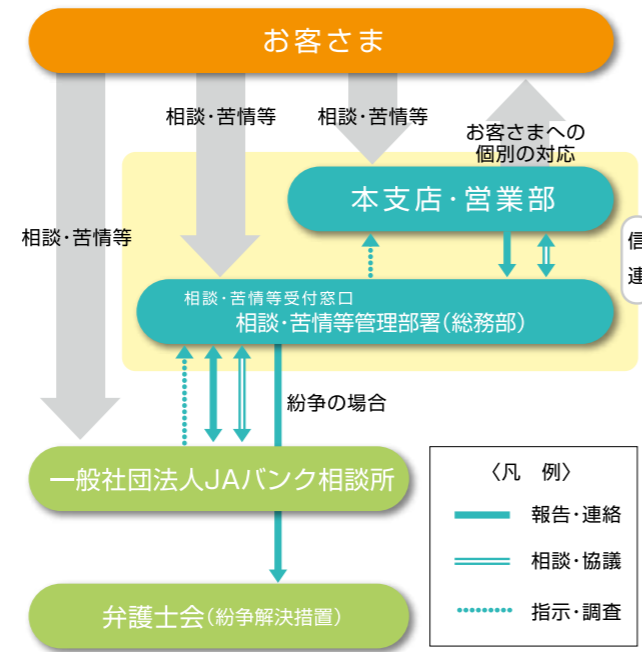 お客さま
相談・苦情等
相談・苦情等
お客さまへの
個別の対応
本支店・営業部
相談・苦情等
信
連
相談・苦情等受付窓口
相談・苦情等管理部署(総務部)
紛争の場合
一般社団法人JAバンク相談所
弁護士会(紛争解決措置)
〈凡 例〉
報告・連絡
相談・協議
指示・調査